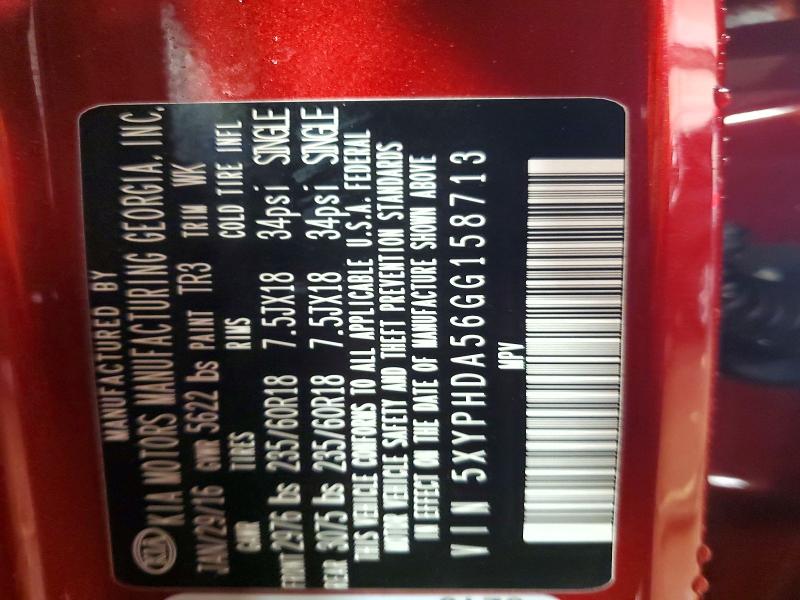 MANUFACTURED BY
KIA KIA MOTORS MANUFACTURING GEORGIA, INC.
JAN/29/16 GVWR 5622 lbs PAINT TR3 TRIM WK
GAWR TIRES RIMS COLD TIRE INFL
FRONT 2976 lbs 235/60R18 7.5JX18 34psi SINGLE
REAR 3075 lbs 235/60R18 7.5JX18 34psi SINGLE
THIS VEHICLE CONFORMS TO ALL APPLICABLE U.S.A. FEDERAL
MOTOR VEHICLE SAFETY AND THEFT PREVENTION STANDARDS
IN EFFECT ON THE DATE OF MANUFACTURE SHOWN ABOVE
VIN 5XYPHDA56GG158713
MPV